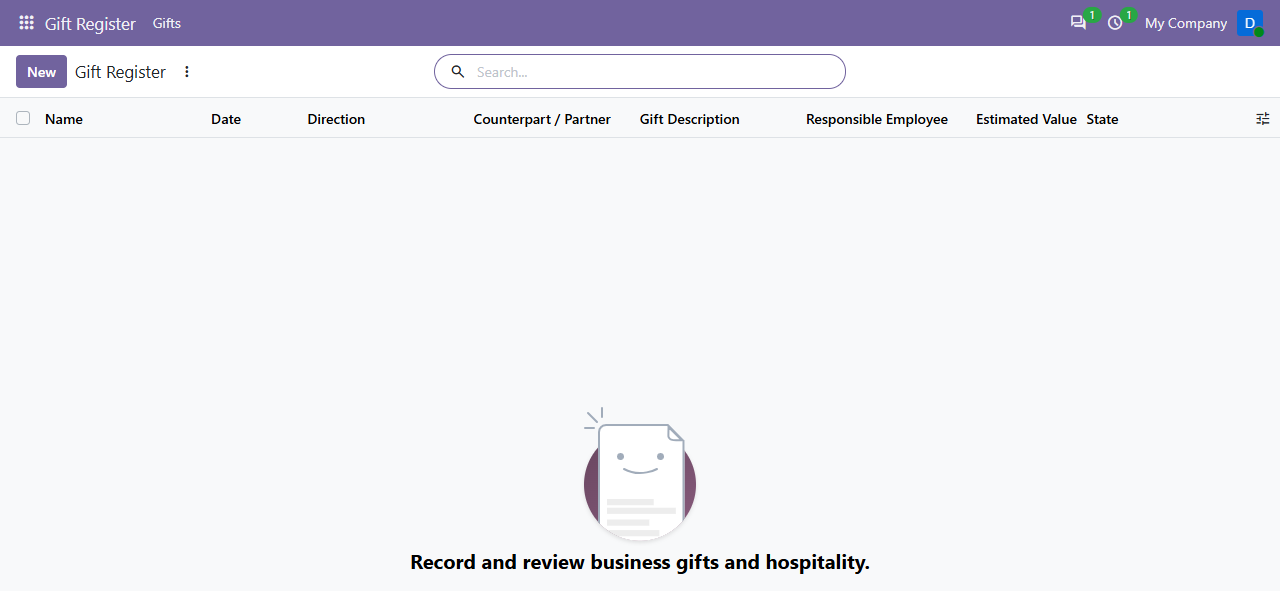 Gift Register Gifts 1 1 My Company D
New Gift Register Search...
Name Date Direction Counterpart / Partner Gift Description Responsible Employee Estimated Value State
Record and review business gifts and hospitality.